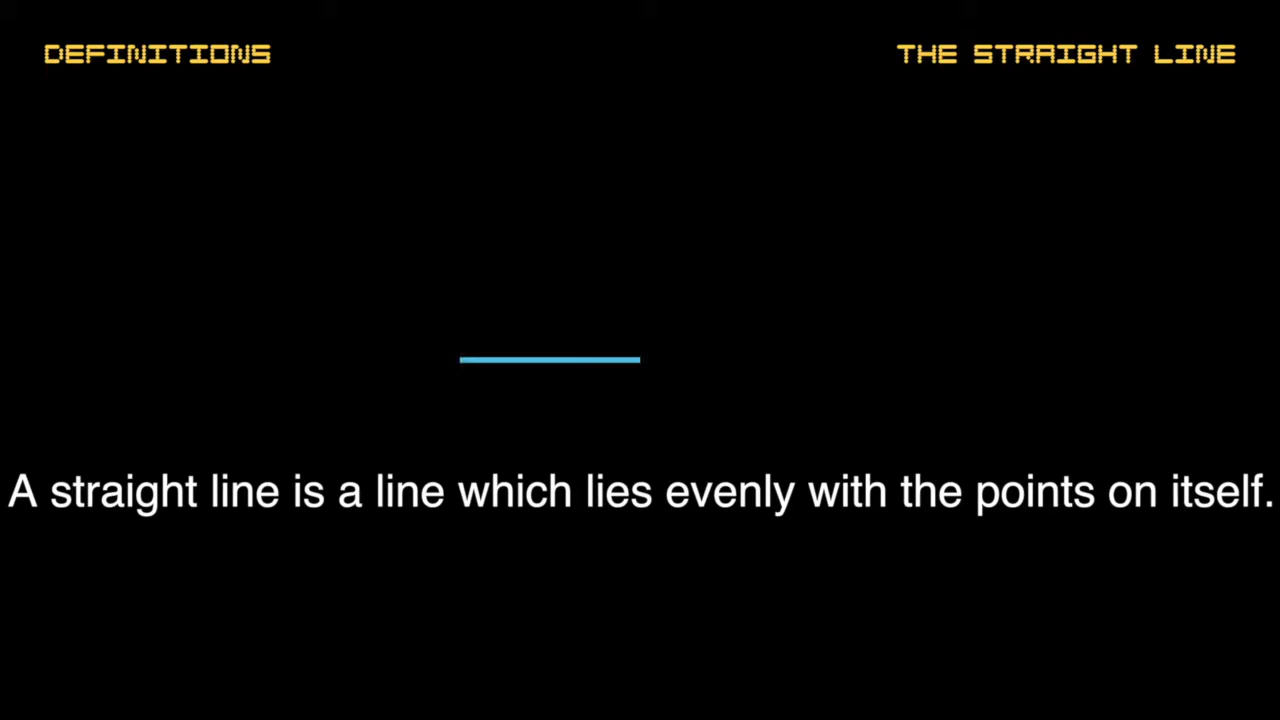 DEFINITIONS
THE STRAIGHT LINE
A straight line is a line which lies evenly with the points on itself.